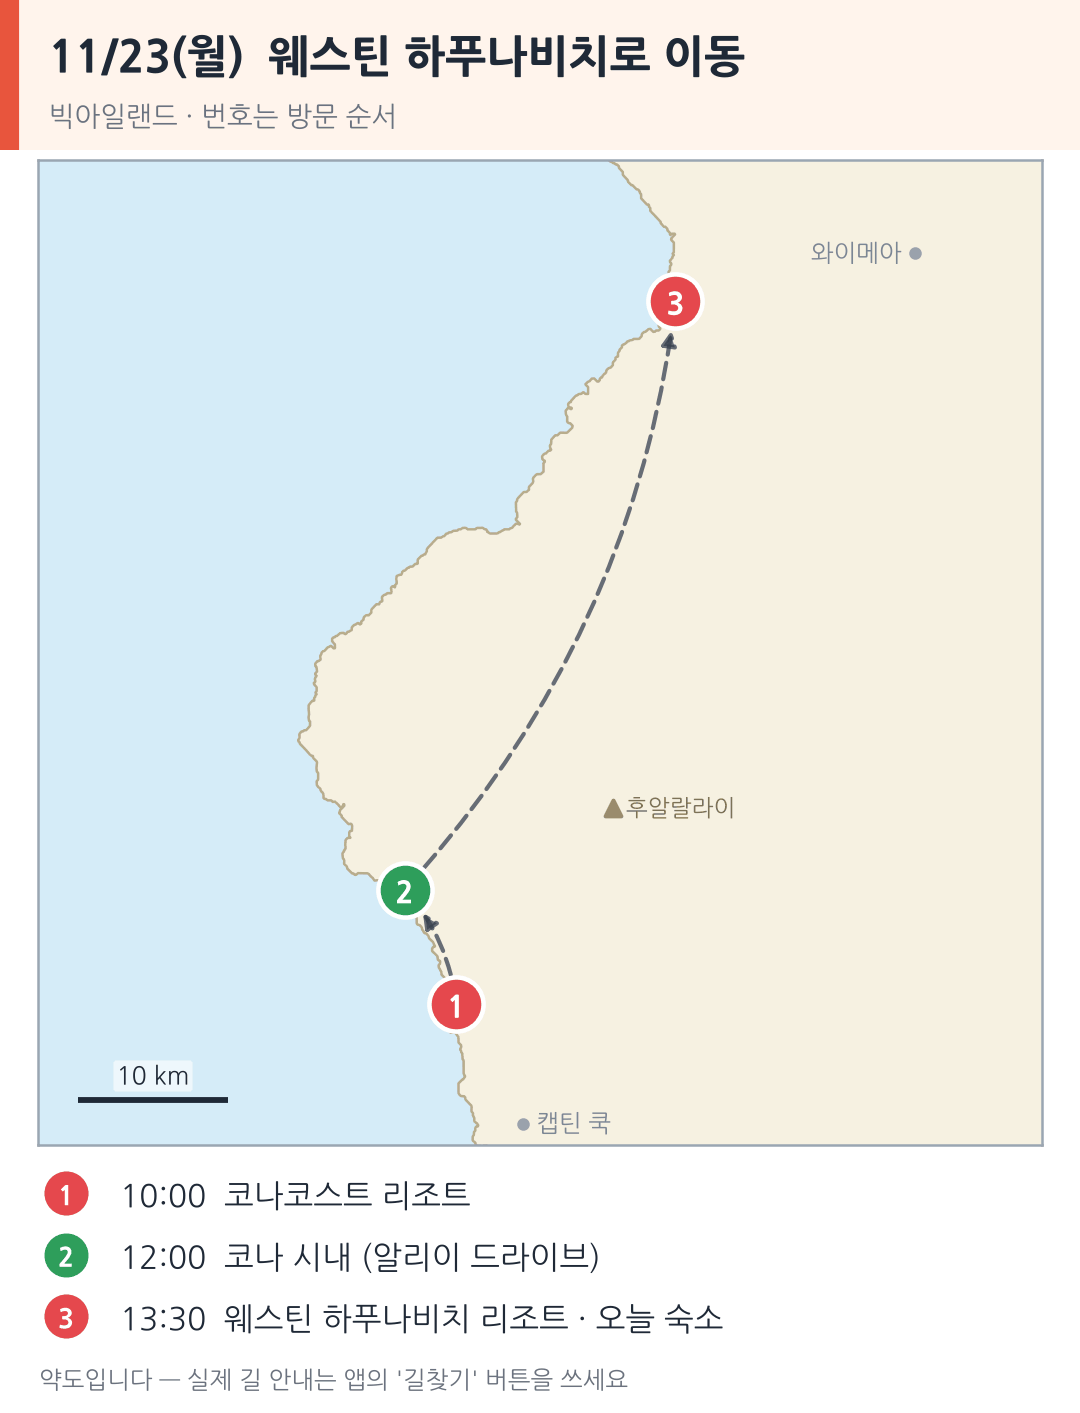 11/23(월) 웨스틴 하푸나비치로 이동
빅아일랜드 · 번호는 방문 순서
와이메아
3
후알랄라이
2
1
10 km
캡틴 쿡
1 10:00 코나코스트 리조트
2 12:00 코나 시내 (알리이 드라이브)
3 13:30 웨스틴 하푸나비치 리조트 · 오늘 숙소
약도입니다 — 실제 길 안내는 앱의 '길찾기' 버튼을 쓰세요